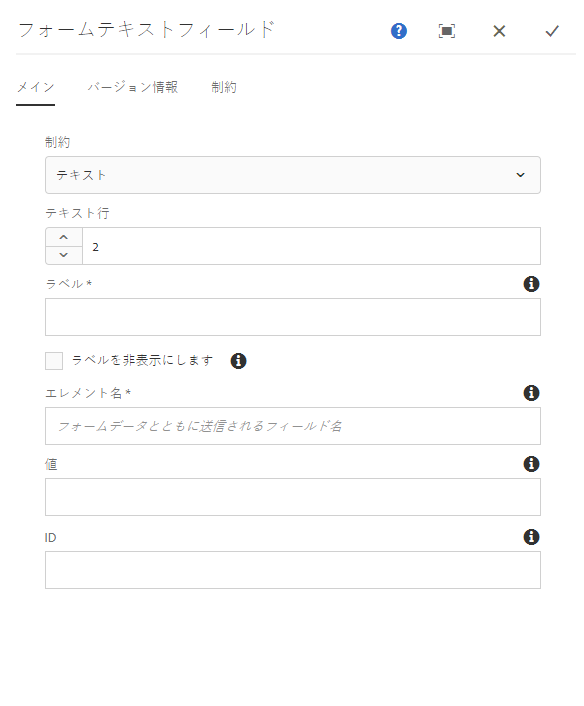 フォームテキストフィールド
メイン バージョン情報 制約
制約
テキスト
テキスト行
2
ラベル *
ラベルを非表示にします
エレメント名 *
フォームデータとともに送信されるフィールド名
値
ID